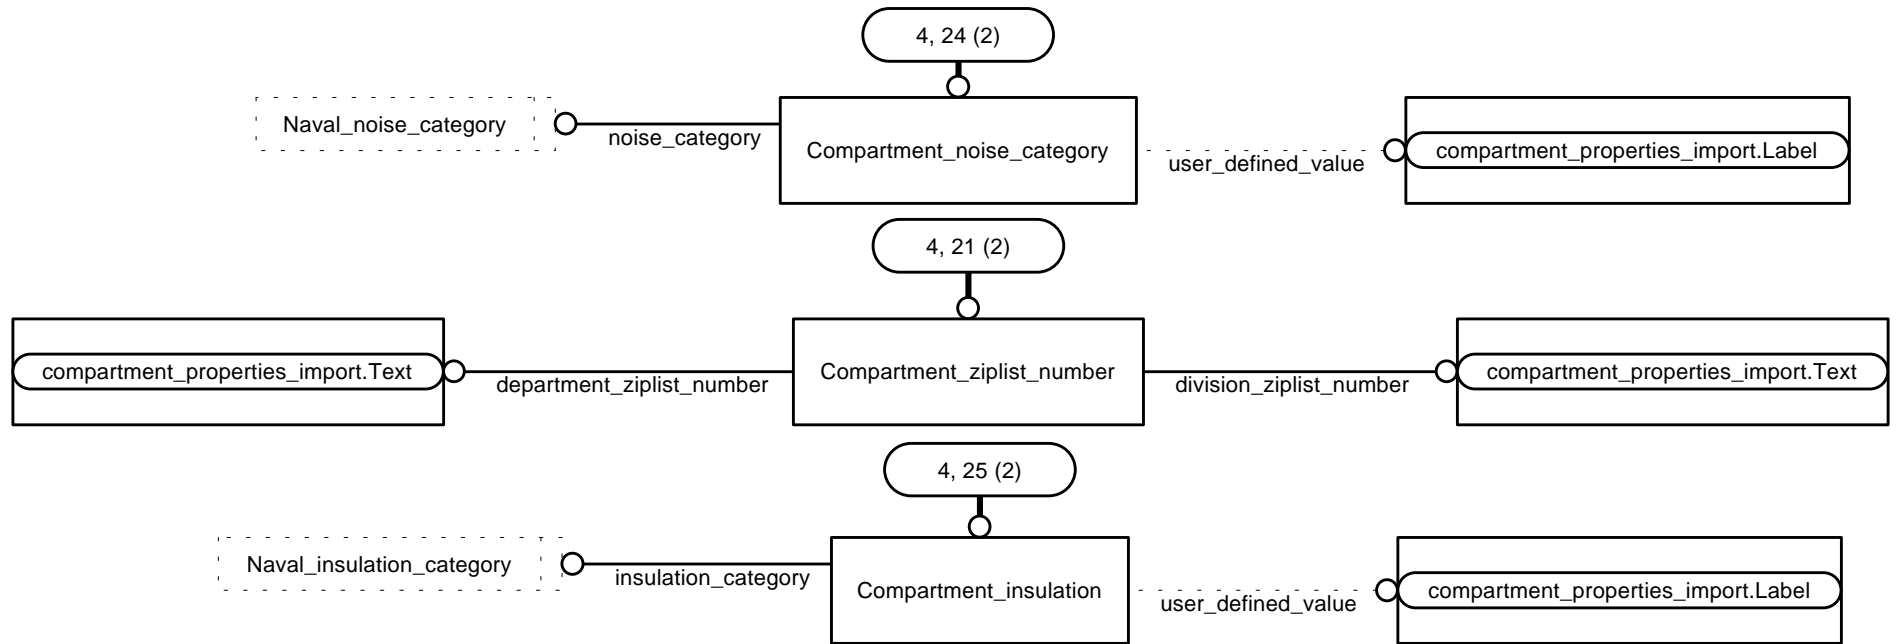 4, 24 (2)
Naval_noise_category
noise_category
Compartment_noise_category
user_defined_value
compartment_properties_import.Label
4, 21 (2)
compartment_properties_import.Text
department_ziplist_number
Compartment_ziplist_number
division_ziplist_number
compartment_properties_import.Text
4, 25 (2)
Naval_insulation_category
insulation_category
Compartment_insulation
user_defined_value
compartment_properties_import.Label